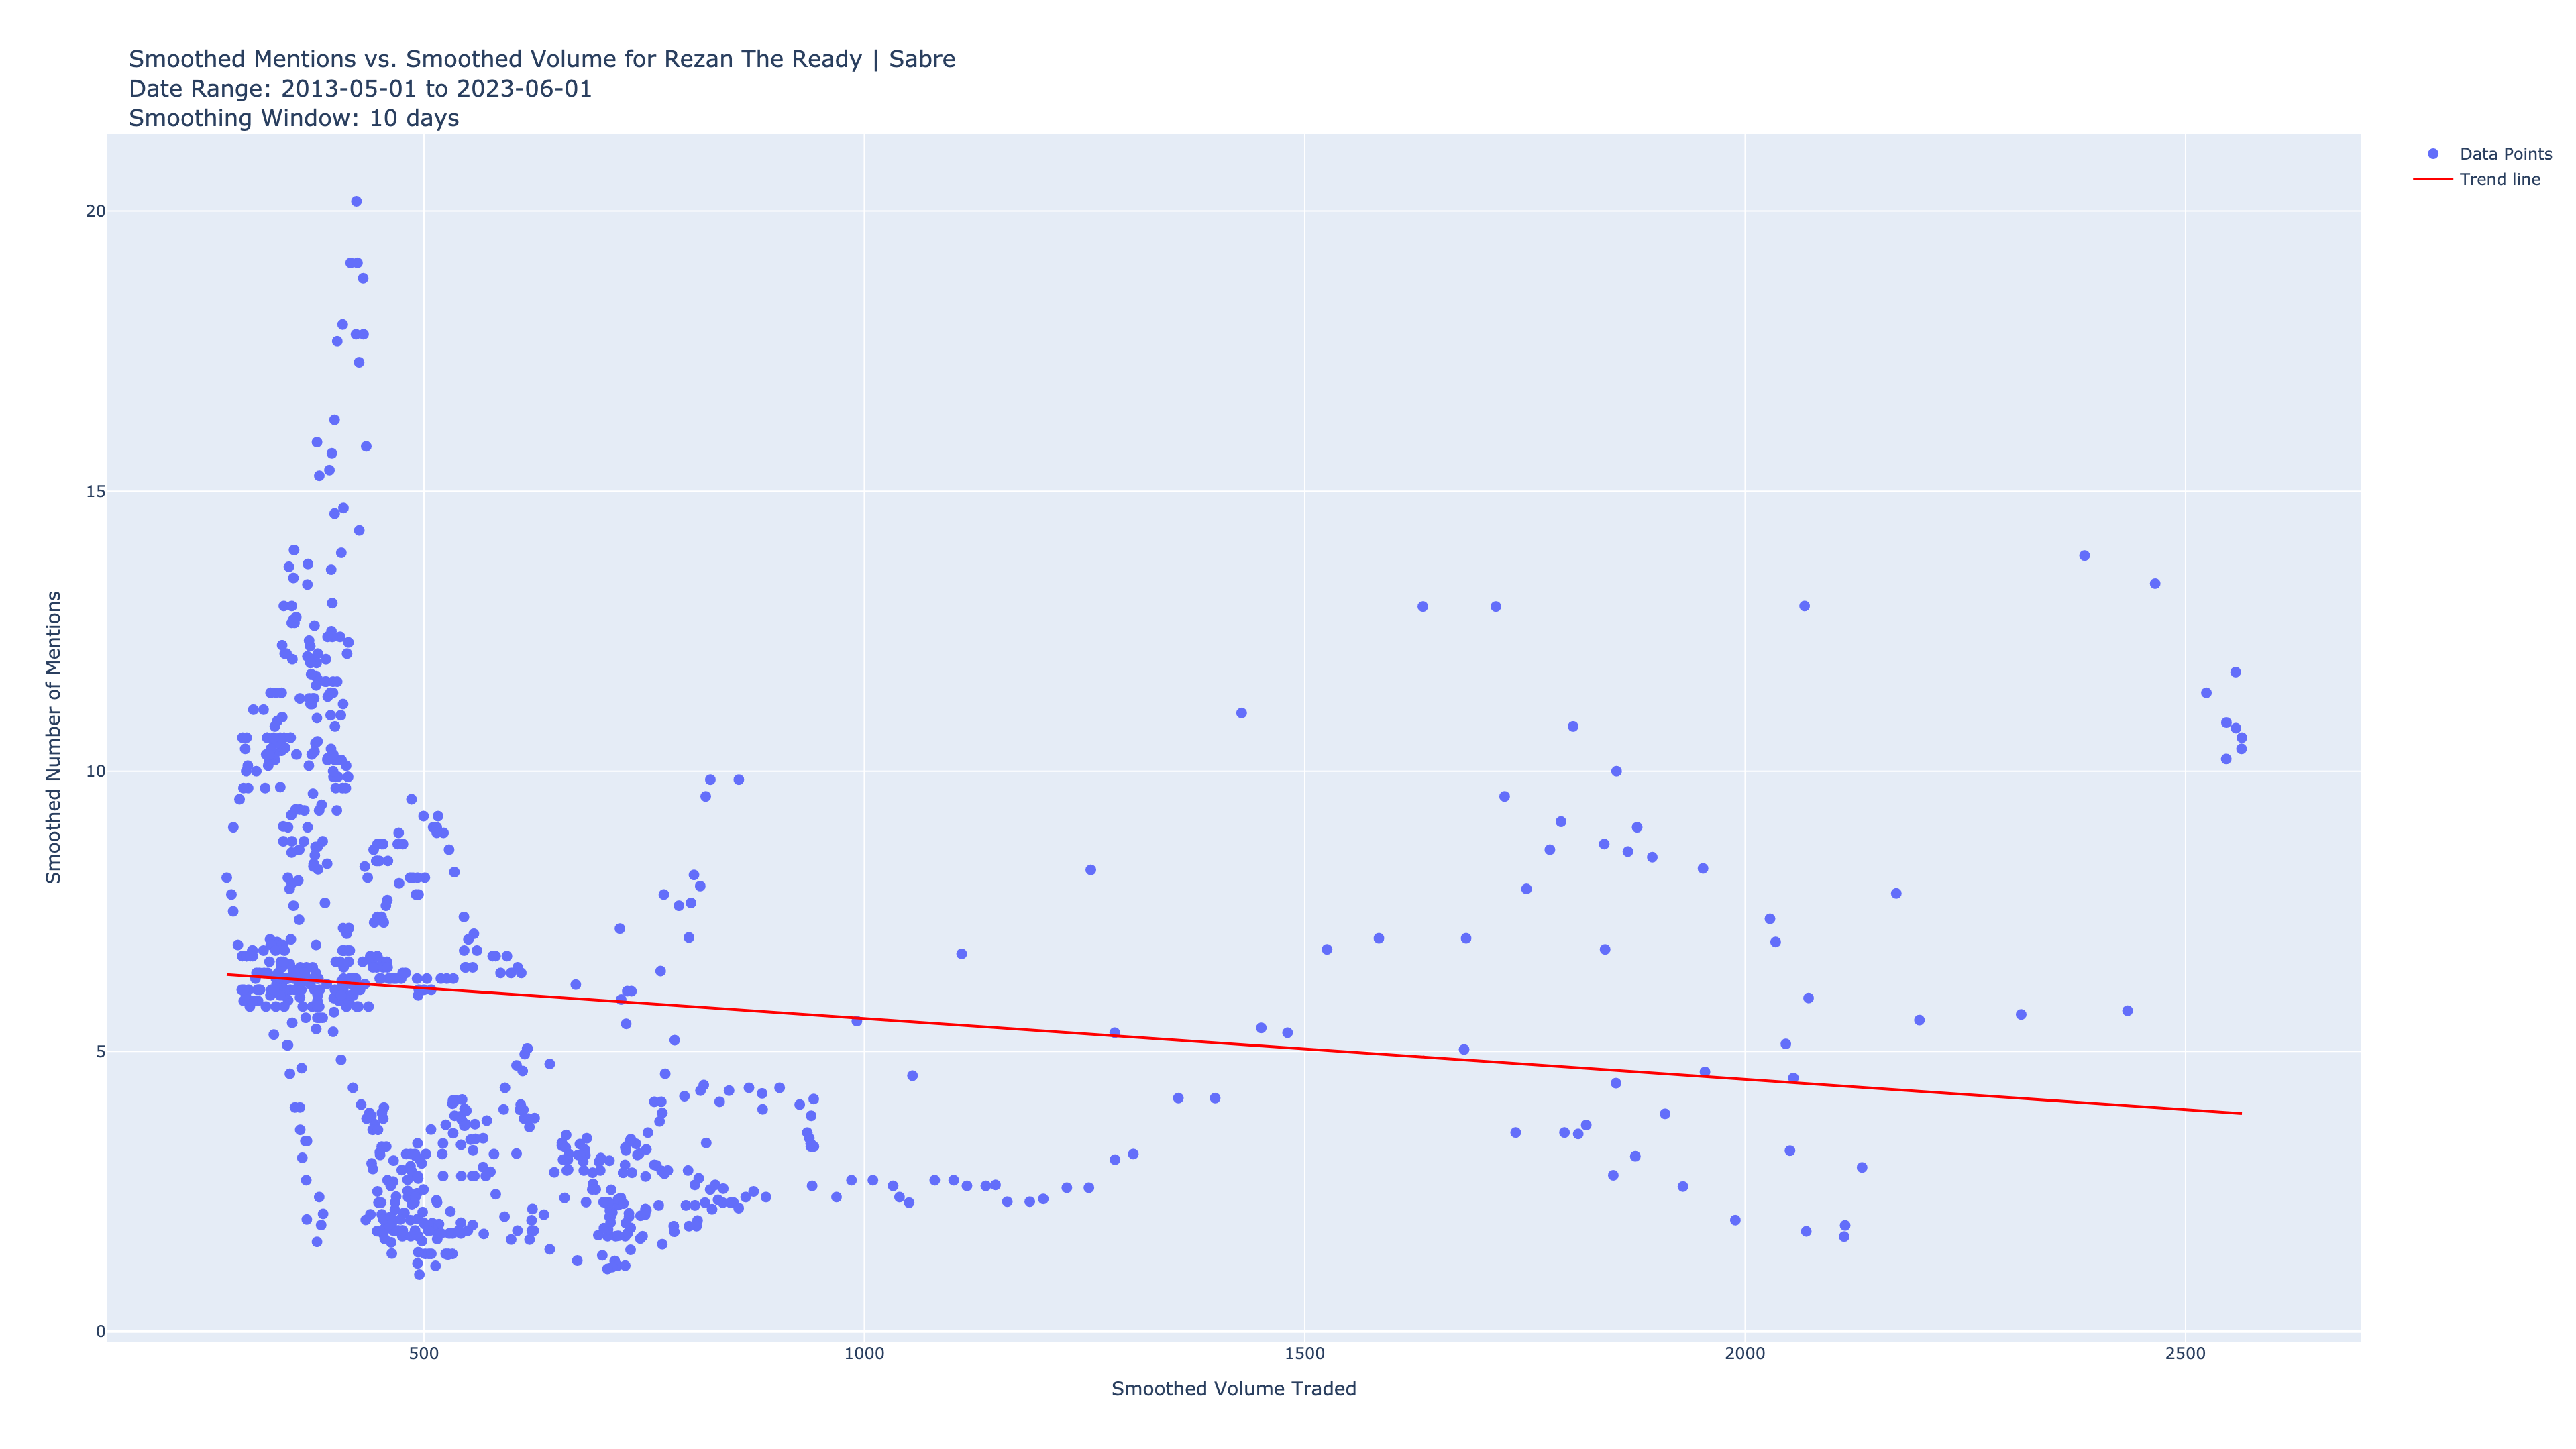 Smoothed Mentions vs. Smoothed Volume for Rezan The Ready | Sabre
Date Range: 2013-05-01 to 2023-06-01
Smoothing Window: 10 days
Data Points
Trend line
20
15
10
5
0
Smoothed Number of Mentions
500
1000
1500
2000
2500
Smoothed Volume Traded